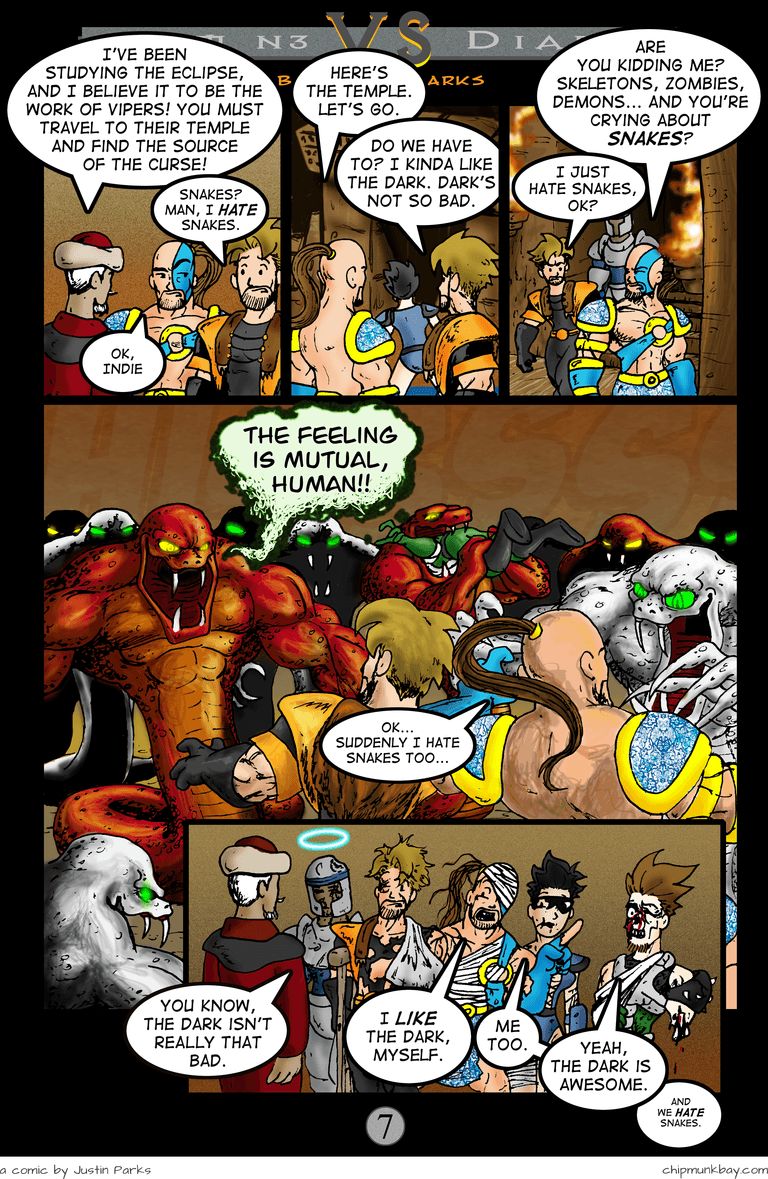 N3 VS DIA
ARKS
I'VE BEEN
STUDYING THE ECLIPSE,
AND I BELIEVE IT TO BE THE
WORK OF VIPERS! YOU MUST
TRAVEL TO THEIR TEMPLE
AND FIND THE SOURCE
OF THE CURSE!
SNAKES?
MAN, I HATE
SNAKES.
OK,
INDIE
HERE'S
THE TEMPLE.
LET'S GO.
DO WE HAVE
TO? I KINDA LIKE
THE DARK. DARK'S
NOT SO BAD.
ARE
YOU KIDDING ME?
SKELETONS, ZOMBIES,
DEMONS... AND YOU'RE
CRYING ABOUT
SNAKES?
I JUST
HATE SNAKES,
OK?
HISSSS
THE FEELING
IS MUTUAL,
HUMAN!!
OK...
SUDDENLY I HATE
SNAKES TOO...
YOU KNOW,
THE DARK ISN'T
REALLY THAT
BAD.
I LIKE
THE DARK,
MYSELF.
ME
TOO.
YEAH,
THE DARK IS
AWESOME.
AND
WE HATE
SNAKES.
7
a comic by Justin Parks
chipmunkbay.com